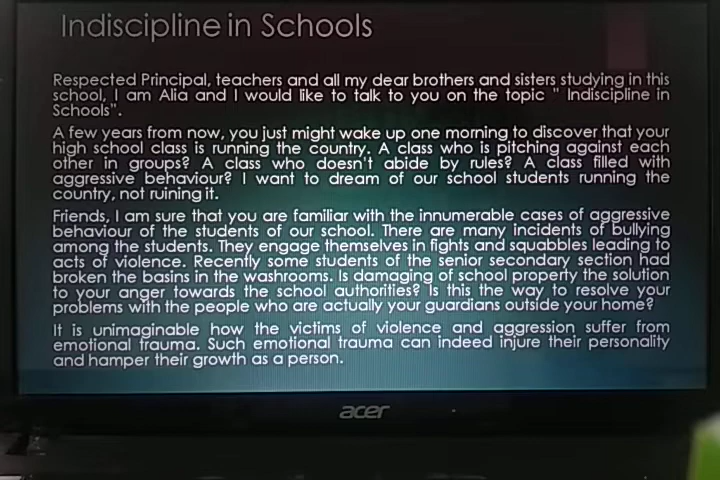 Indiscipline in Schools
Respected Principal, teachers and all my dear brothers and sisters studying in this
school, I am Alia and I would like to talk to you on the topic " Indiscipline in
Schools".
A few years from now, you just might wake up one morning to discover that your
high school class is running the country. A class who is pitching against each
other in groups? A class who doesn't abide by rules? A class filled with
aggressive behaviour? I want to dream of our school students running the
country, not ruining it.
Friends, I am sure that you are familiar with the innumerable cases of aggressive
behaviour of the students of our school. There are many incidents of bullying
among the students. They engage themselves in fights and squabbles leading to
acts of violence. Recently some students of the senior secondary section had
broken the basins in the washrooms. Is damaging of school property the solution
to your anger towards the school authorities? Is this the way to resolve your
problems with the people who are actually your guardians outside your home?
It is unimaginable how the victims of violence and aggression suffer from
emotional trauma. Such emotional trauma can indeed injure their personality
and hamper their growth as a person.
acer